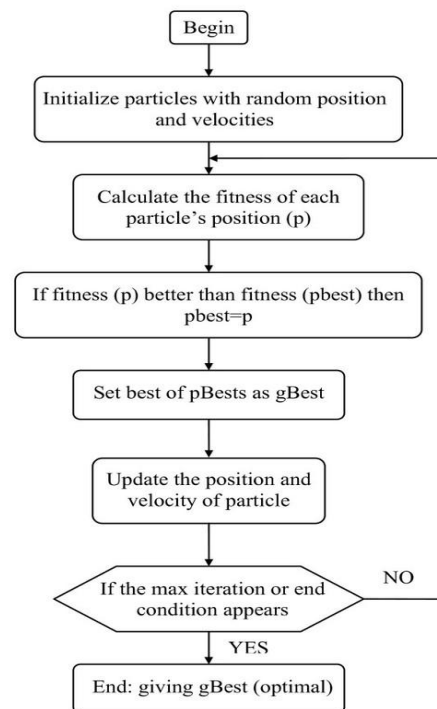 Begin
Initialize particles with random position
and velocities
Calculate the fitness of each
particle's position (p)
If fitness (p) better than fitness (pbest) then
pbest=p
Set best of pBests as gBest
Update the position and
velocity of particle
If the max iteration or end
condition appears
NO
YES
End: giving gBest (optimal)